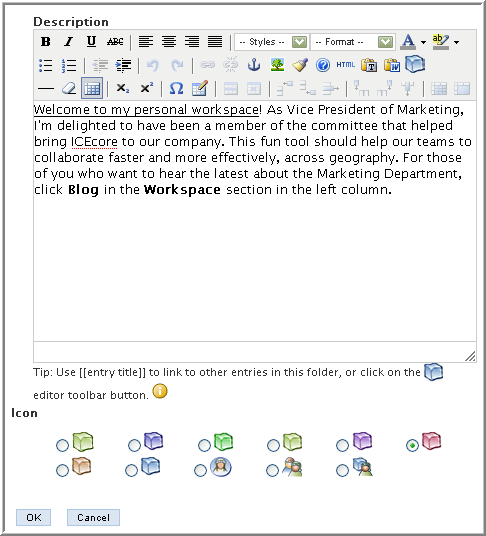 Description
B I U ABC -- Styles -- -- Format -- A ab
HTML T W
x₂ x² Ω
Welcome to my personal workspace! As Vice President of Marketing,
I'm delighted to have been a member of the committee that helped
bring ICEcore to our company. This fun tool should help our teams to
collaborate faster and more effectively, across geography. For those
of you who want to hear the latest about the Marketing Department,
click Blog in the Workspace section in the left column.
Tip: Use [[entry title]] to link to other entries in this folder, or click on the
editor toolbar button.
Icon
OK Cancel